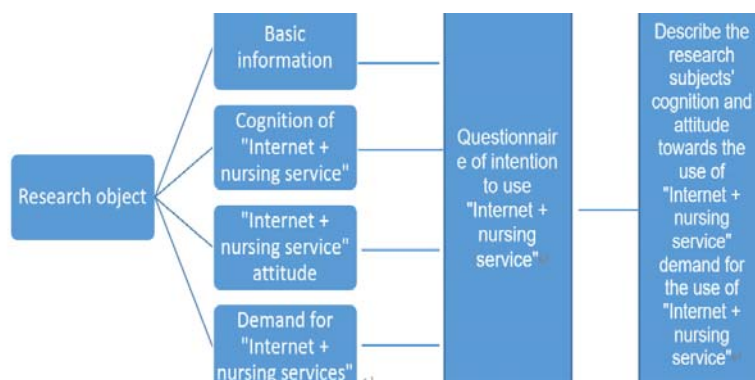 Research object
Basic
information
Cognition of
"Internet +
nursing service"
"Internet +
nursing service"
attitude
Demand for
"Internet +
nursing services"
Questionnair
e of intention
to use
"Internet +
nursing
service"
Describe the
research
subjects'
cognition and
attitude
towards the
use of
"Internet +
nursing
service"
demand for
the use of
"Internet +
nursing
service"